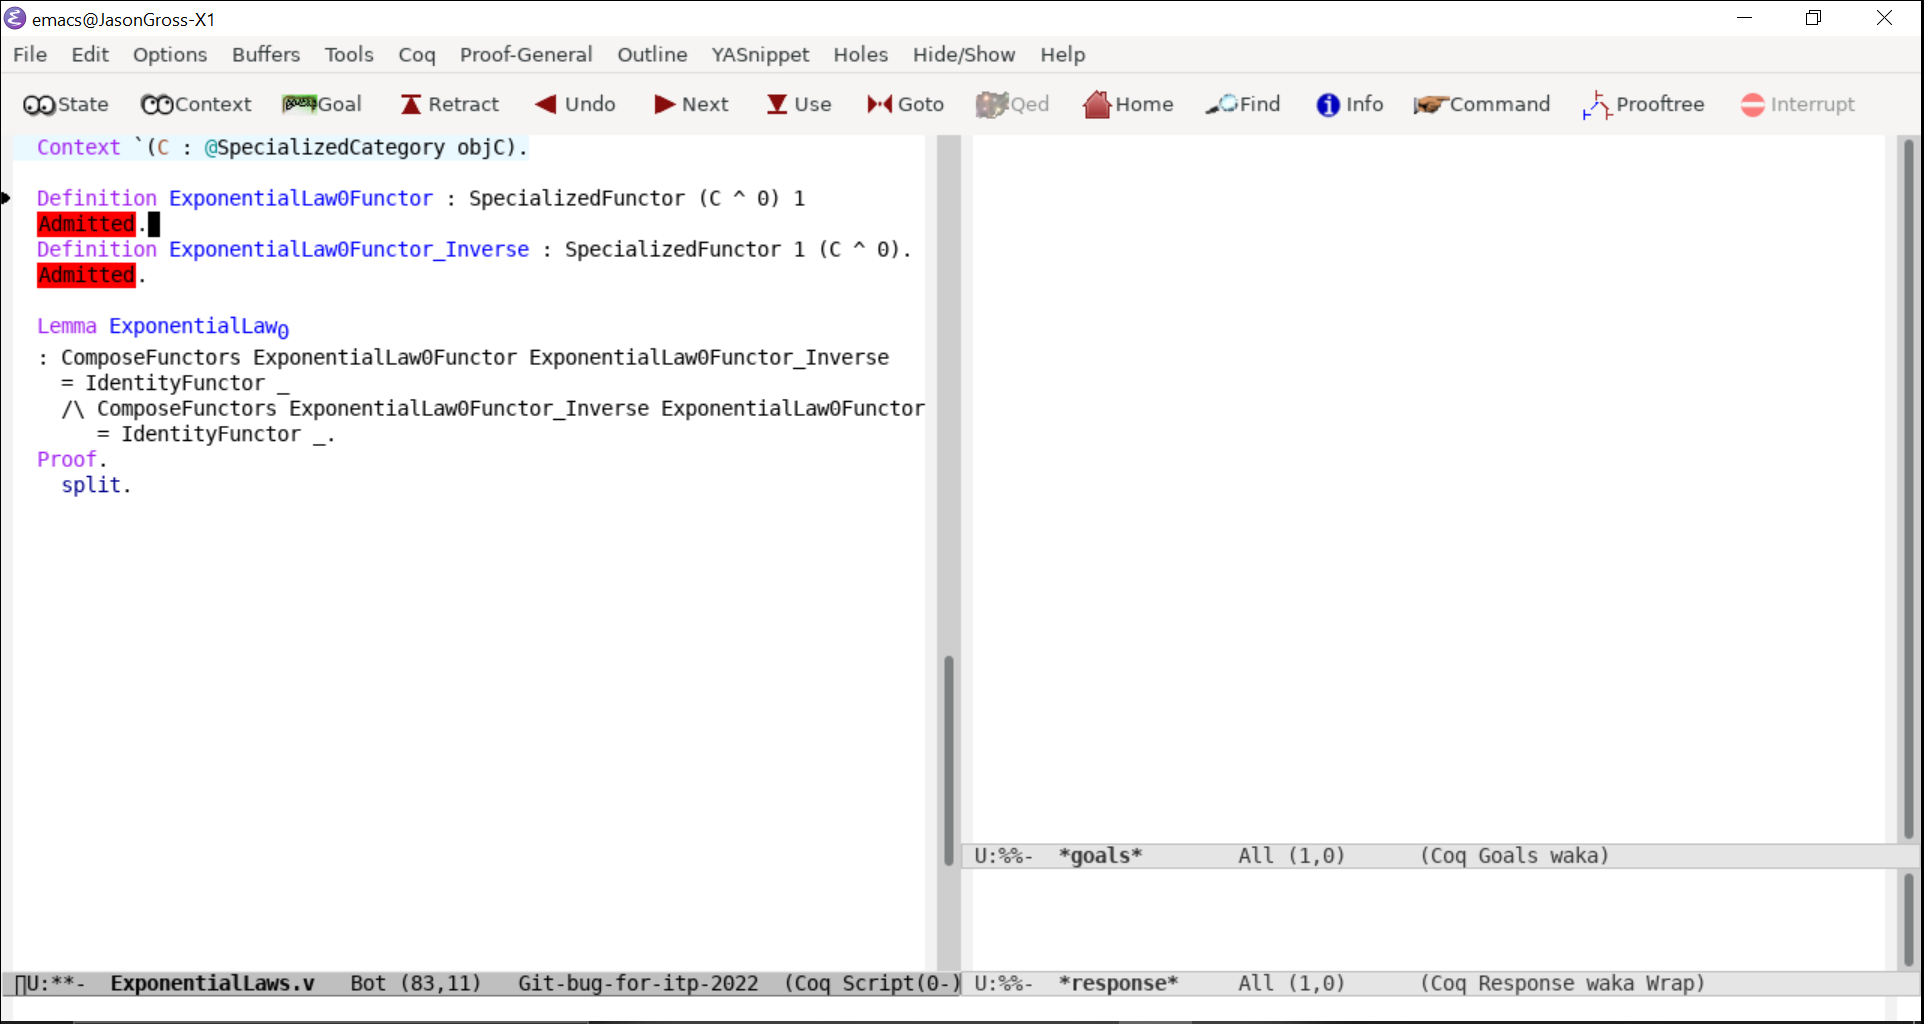 emacs@JasonGross-X1
File Edit Options Buffers Tools Coq Proof-General Outline YASnippet Holes Hide/Show Help
State Context Goal Retract Undo Next Use Goto Qed Home Find Info Command Prooftree Interrupt
Context `(C : @SpecializedCategory objC).
Definition ExponentialLaw0Functor : SpecializedFunctor (C ^ 0) 1
Admitted.
Definition ExponentialLaw0Functor_Inverse : SpecializedFunctor 1 (C ^ 0).
Admitted.
Lemma ExponentialLaw₀
: ComposeFunctors ExponentialLaw0Functor ExponentialLaw0Functor_Inverse
= IdentityFunctor _
/\ ComposeFunctors ExponentialLaw0Functor_Inverse ExponentialLaw0Functor
= IdentityFunctor _.
Proof.
split.
U:%%- *goals* All (1,0) (Coq Goals waka)
U:**- ExponentialLaws.v Bot (83,11) Git-bug-for-itp-2022 (Coq Script(0-)
U:%%- *response* All (1,0) (Coq Response waka Wrap)